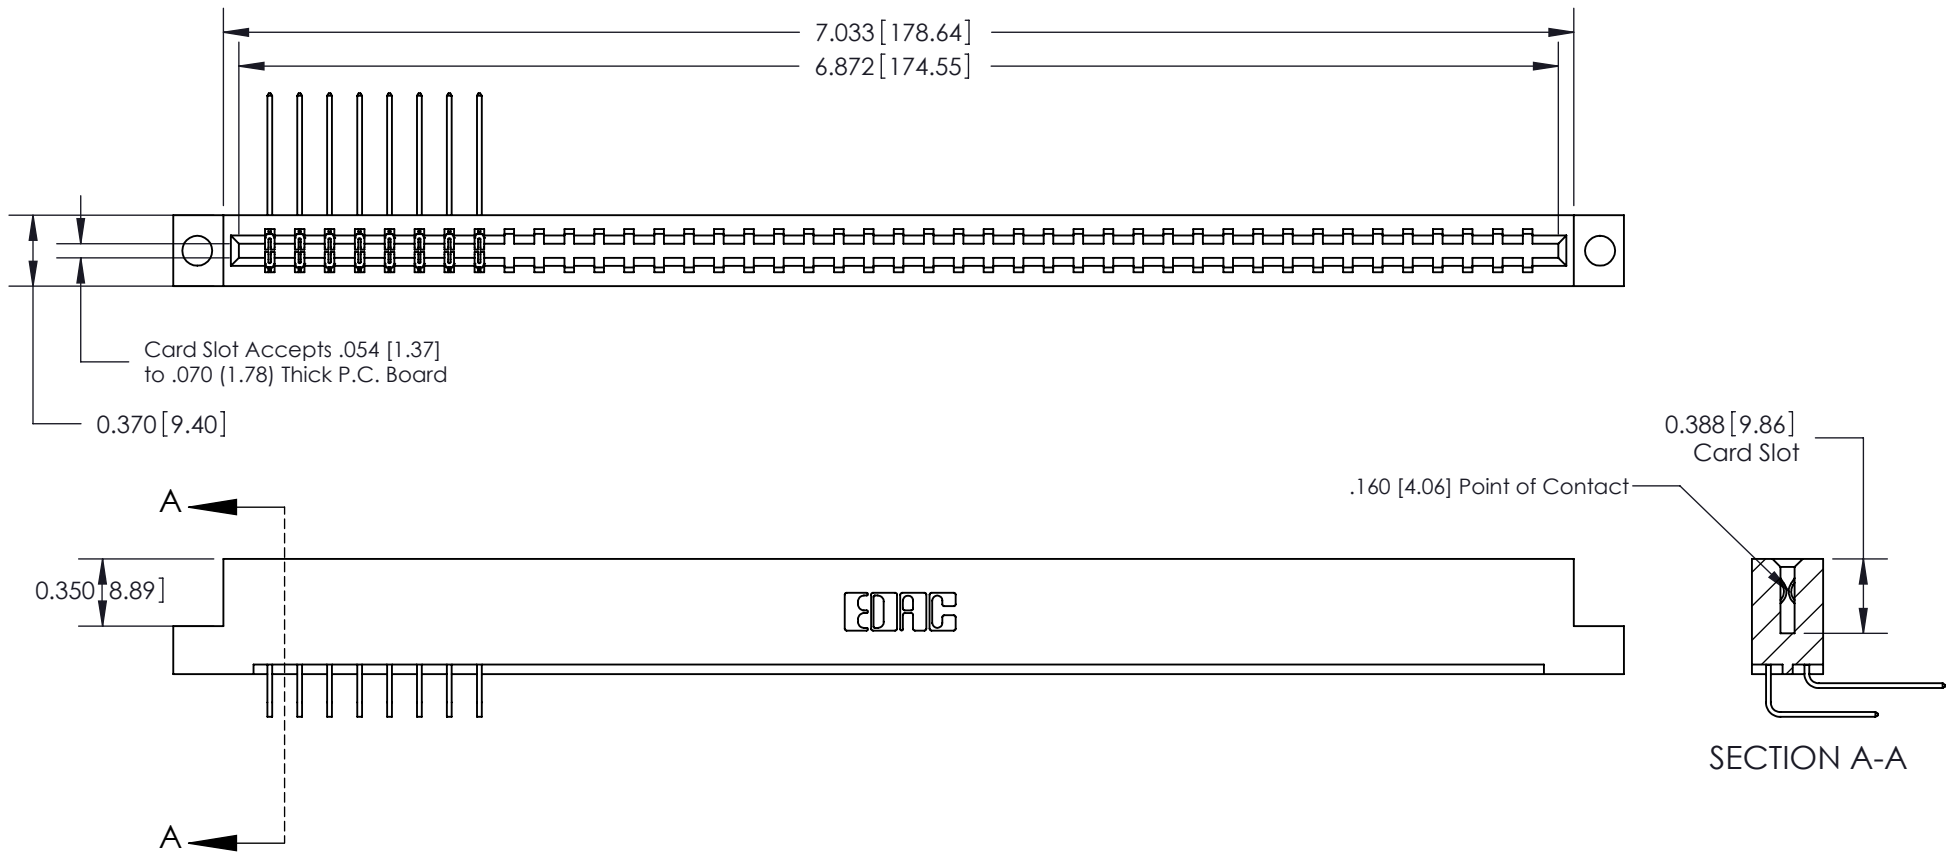 7.033 [178.64]
6.872 [174.55]
Card Slot Accepts .054 [1.37]
to .070 (1.78) Thick P.C. Board
0.370 [9.40]
0.388 [9.86]
Card Slot
.160 [4.06] Point of Contact
A
0.350 [8.89]
EDAC
SECTION A-A
A